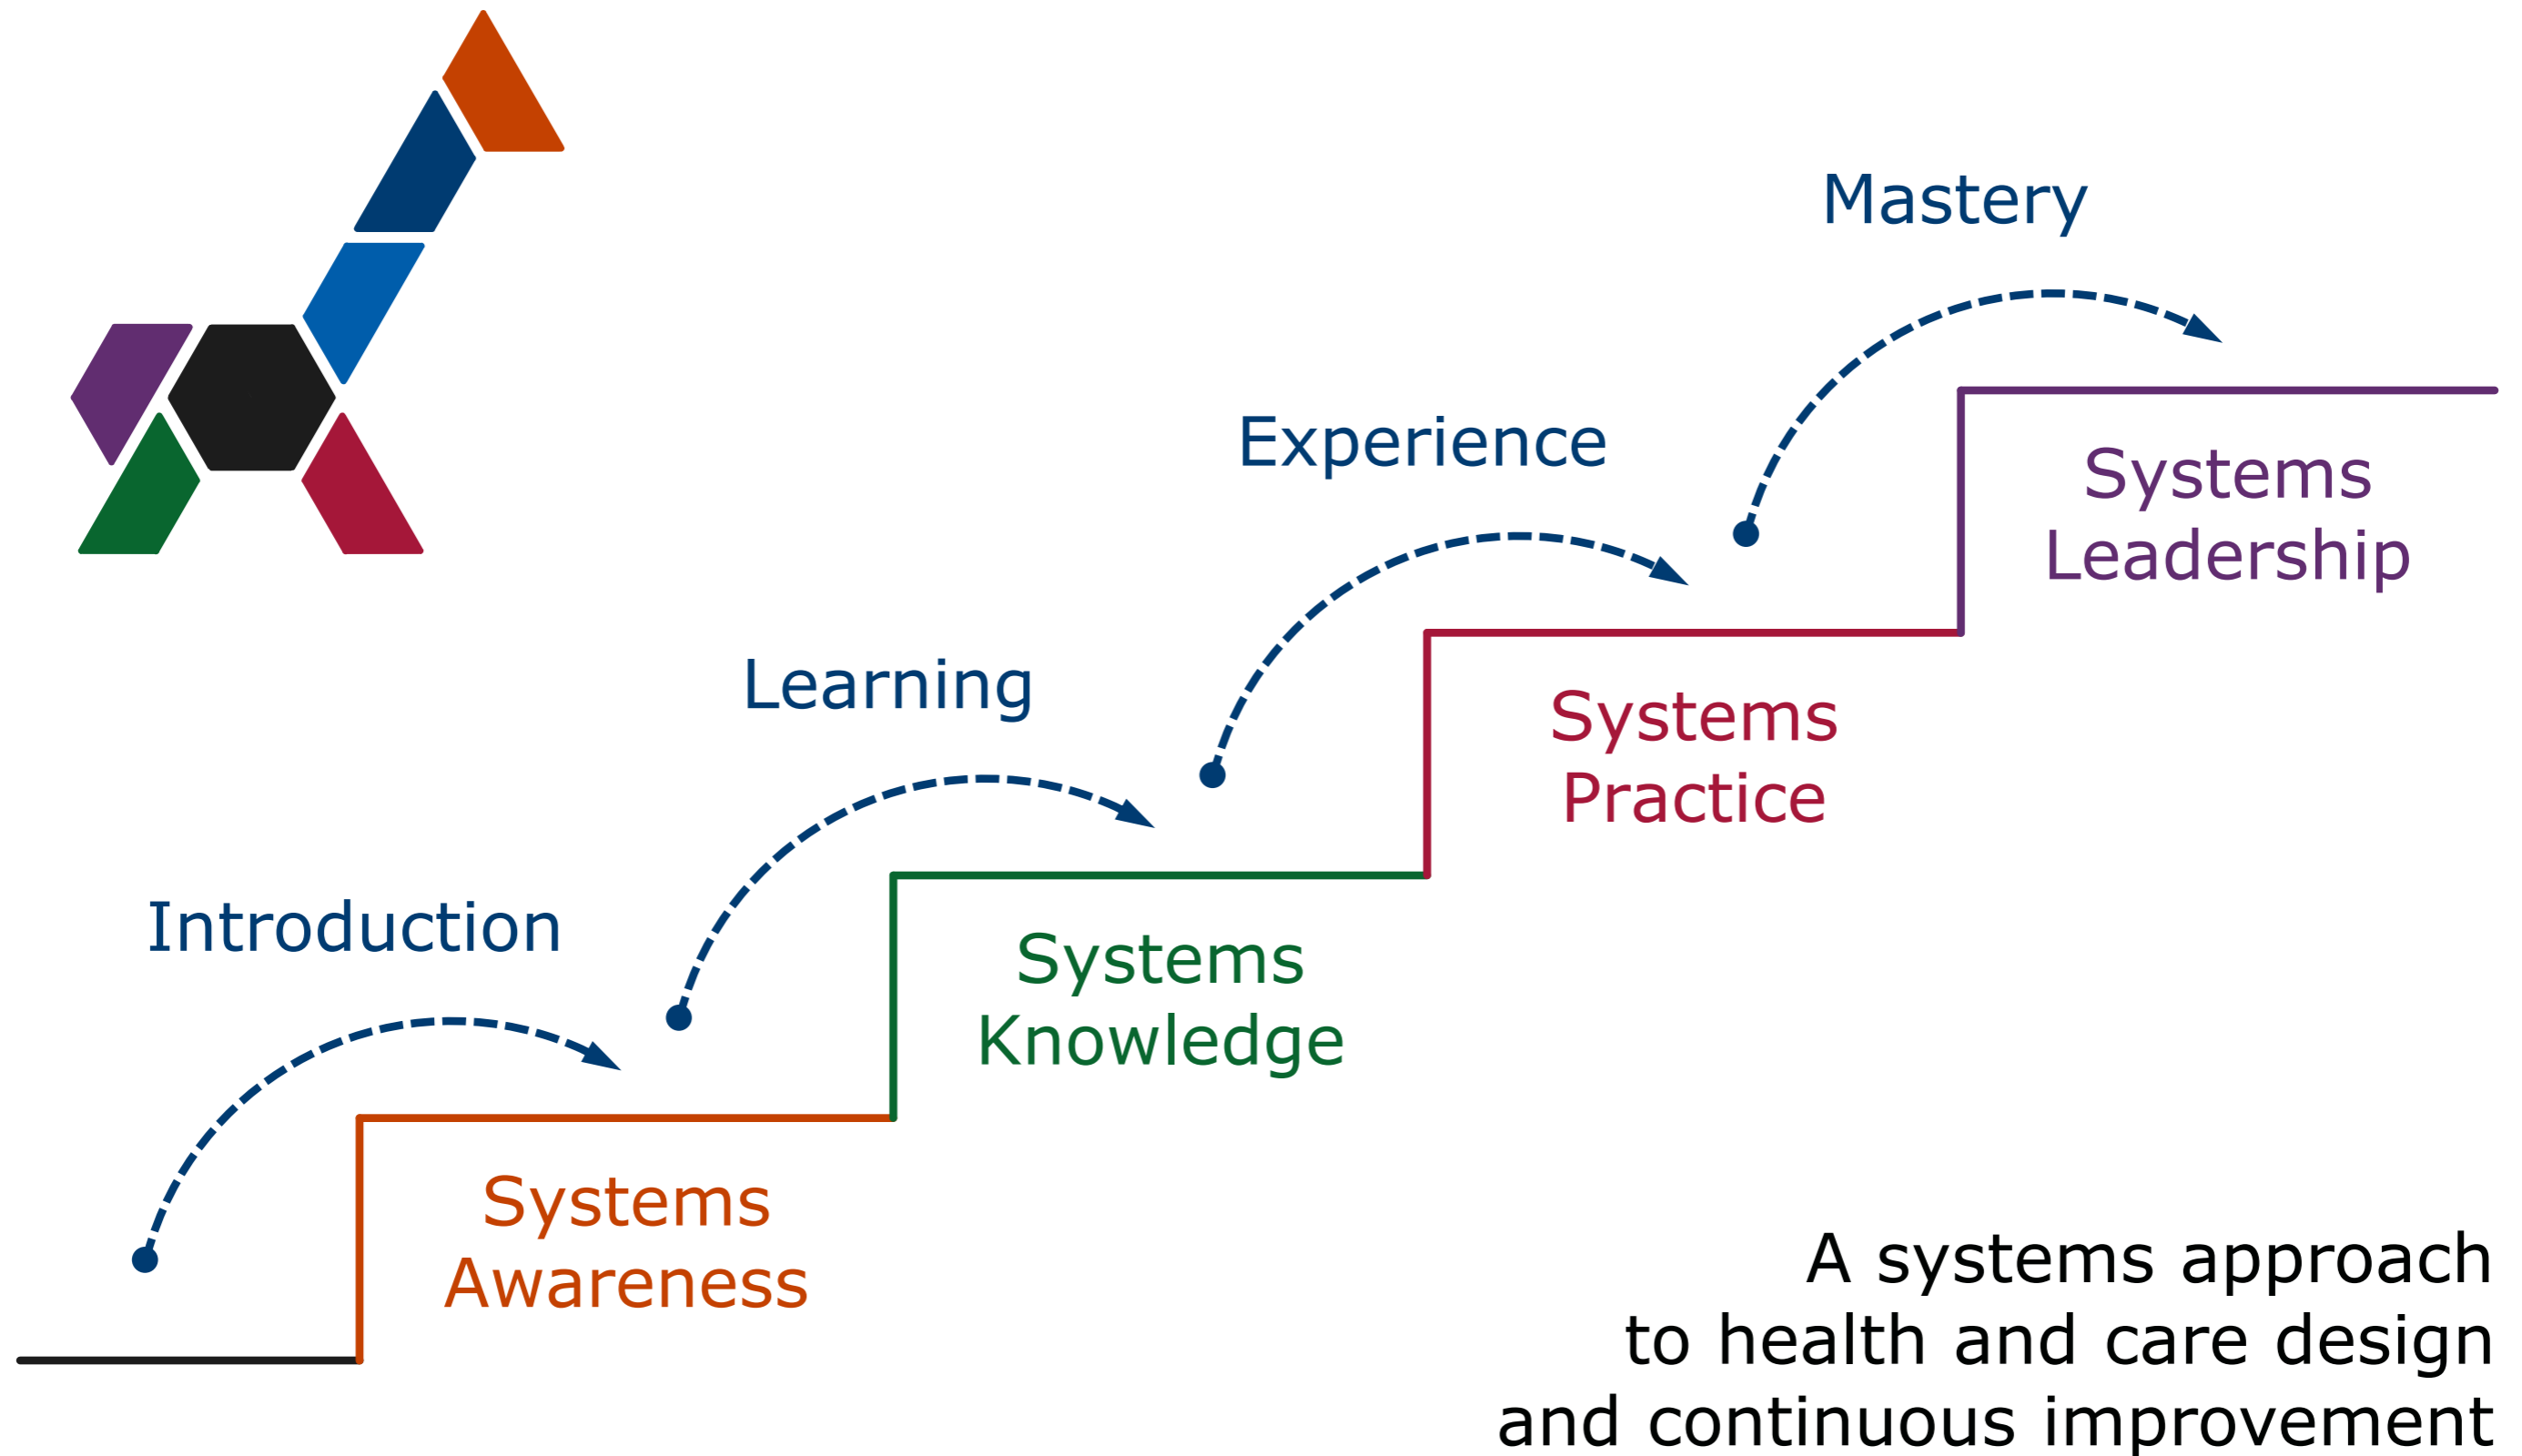 Mastery
Experience
Systems
Leadership
Learning
Systems
Practice
Introduction
Systems
Knowledge
Systems
Awareness
A systems approach
to health and care design
and continuous improvement